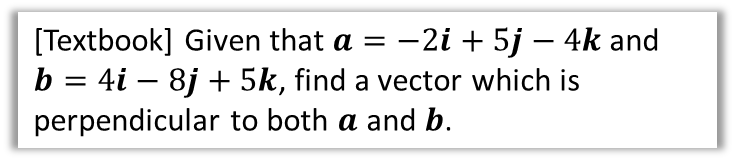 [Textbook] Given that 𝒂 = −2𝒊 + 5𝒋 − 4𝒌 and
𝒃 = 4𝒊 − 8𝒋 + 5𝒌, find a vector which is
perpendicular to both 𝒂 and 𝒃.